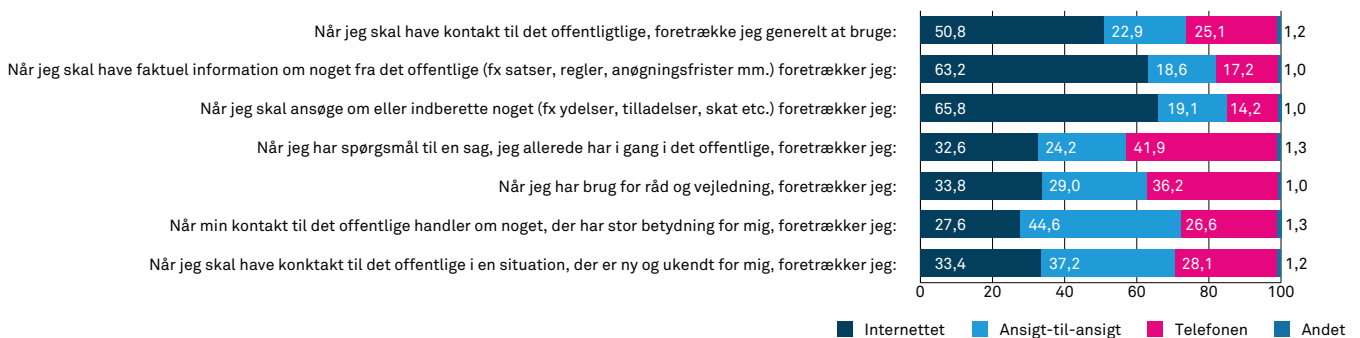 Når jeg skal have kontakt til det offentligtlige, foretrække jeg generelt at bruge: 50,8 22,9 25,1 1,2
Når jeg skal have faktuel information om noget fra det offentlige (fx satser, regler, anøgningsfrister mm.) foretrækker jeg: 63,2 18,6 17,2 1,0
Når jeg skal ansøge om eller indberette noget (fx ydelser, tilladelser, skat etc.) foretrækker jeg: 65,8 19,1 14,2 1,0
Når jeg har spørgsmål til en sag, jeg allerede har i gang i det offentlige, foretrækker jeg: 32,6 24,2 41,9 1,3
Når jeg har brug for råd og vejledning, foretrækker jeg: 33,8 29,0 36,2 1,0
Når min kontakt til det offentlige handler om noget, der har stor betydning for mig, foretrækker jeg: 27,6 44,6 26,6 1,3
Når jeg skal have konktakt til det offentlige i en situation, der er ny og ukendt for mig, foretrækker jeg: 33,4 37,2 28,1 1,2
0 20 40 60 80 100
Internettet Ansigt-til-ansigt Telefonen Andet